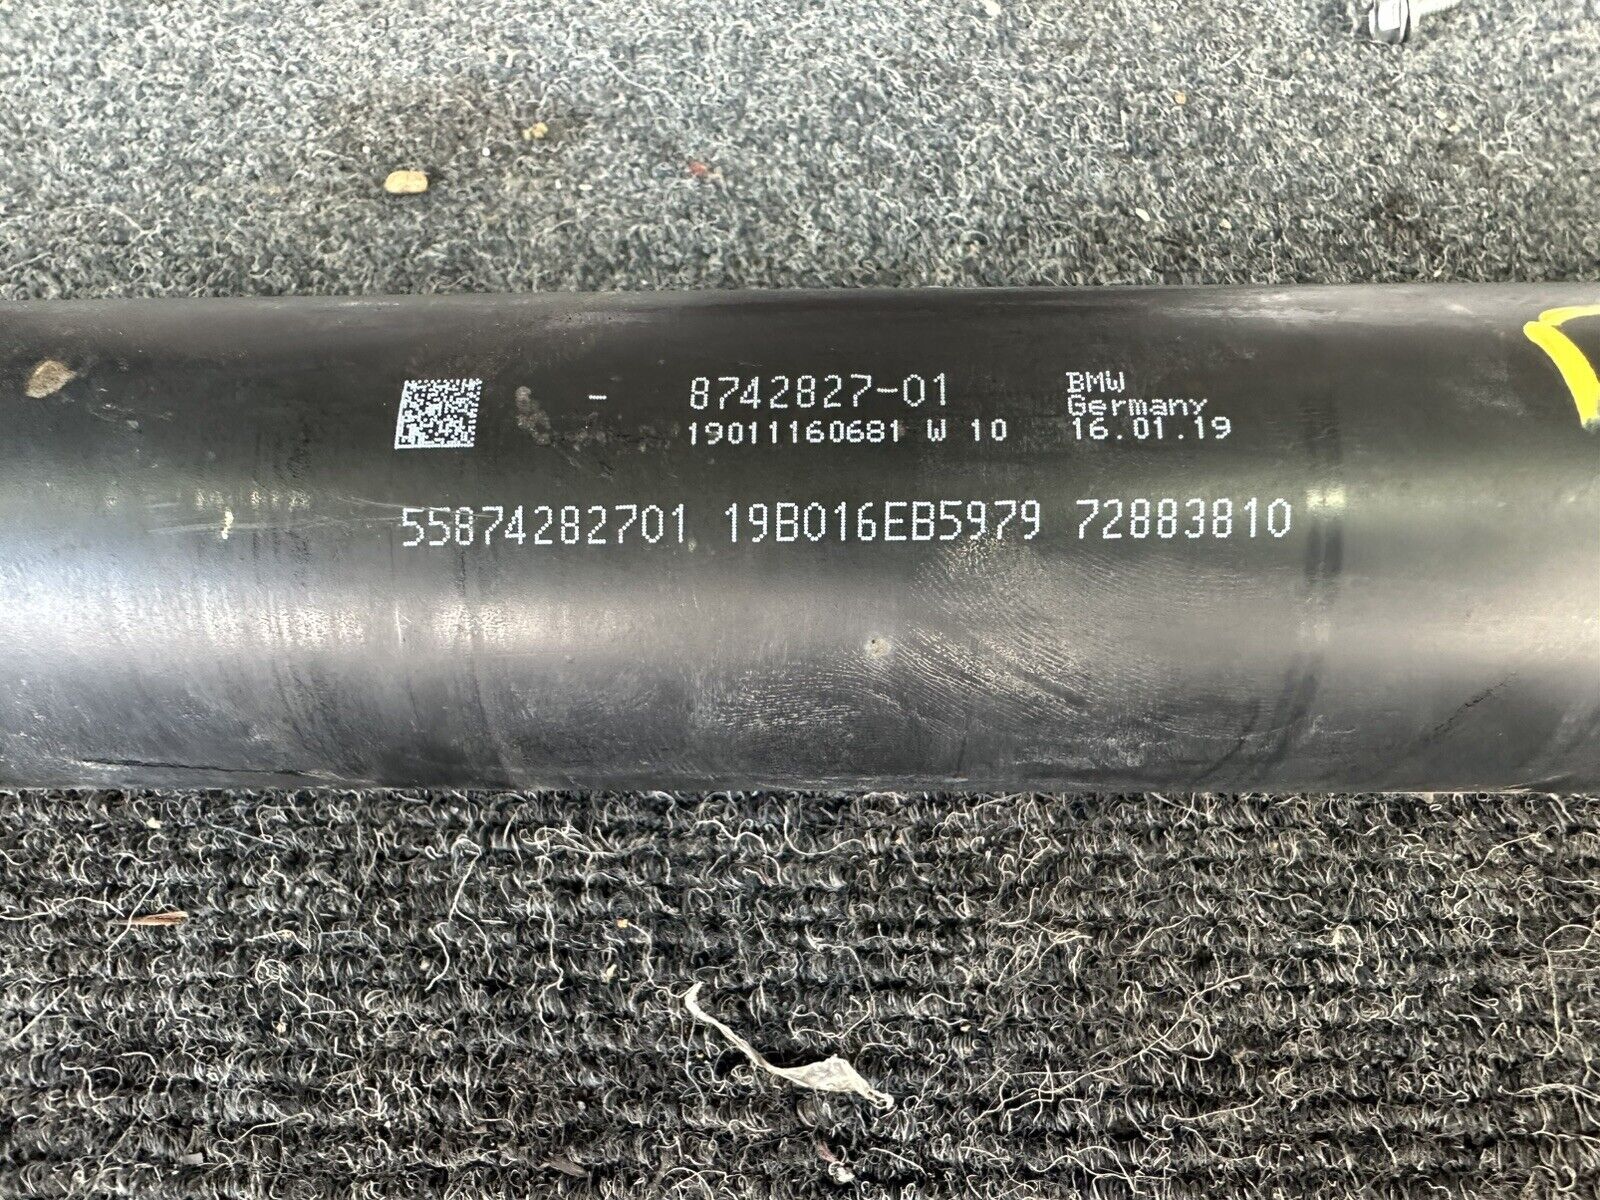 - 8742827-01
19011160681 W 10
BMW
Germany
16.01.19
55874282701 19B016EB5979 72883810